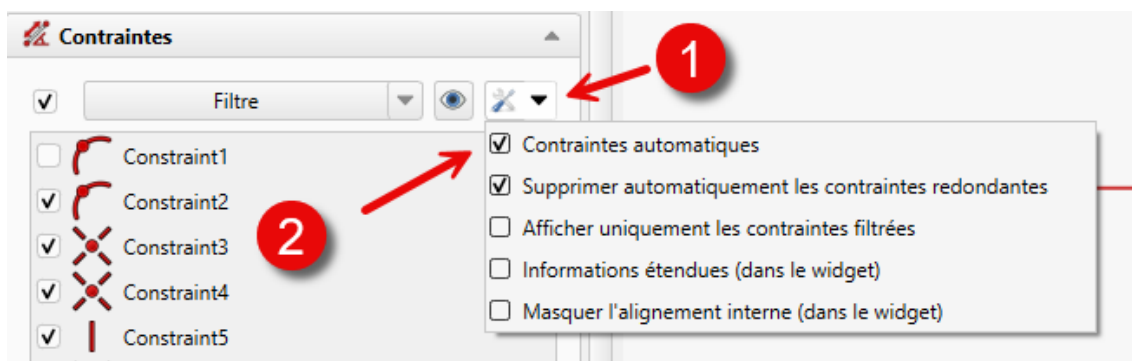 Contraintes
1
Filtre
Constraint1
Contraintes automatiques
Constraint2
Supprimer automatiquement les contraintes redondantes
2
Constraint3
Afficher uniquement les contraintes filtrées
Constraint4
Informations étendues (dans le widget)
Constraint5
Masquer l'alignement interne (dans le widget)